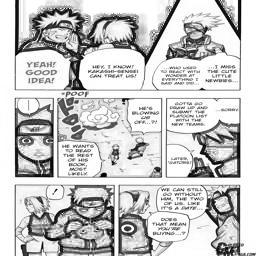 YEAH!
GOOD
IDEA!
HEY, I KNOW!
KAKASHI-SENSEI
CAN TREAT US!
...WHO USED
TO REACT WITH
WONDER AT
EVERYTHING I
SAID AND DID...
...I MISS
THE CUTE
LITTLE
NEWBIES...
*POOF
HE'S
BLOWING
US
OFF...?!
HE WANTS
TO READ
THE REST
OF HIS
BOOK,
MOST
LIKELY.
GOTTA GO
DRAW UP AND
SUBMIT THE
PLATOON LIST
WITH THE
NEW TEAMS.
...SORRY
LATER,
GATORS!
WE CAN STILL
GO WITHOUT
HIM, THE TWO
OF US. LIKE
IT'S A DATE.
DOES
THAT MEAN
YOU'RE
BUYING...?